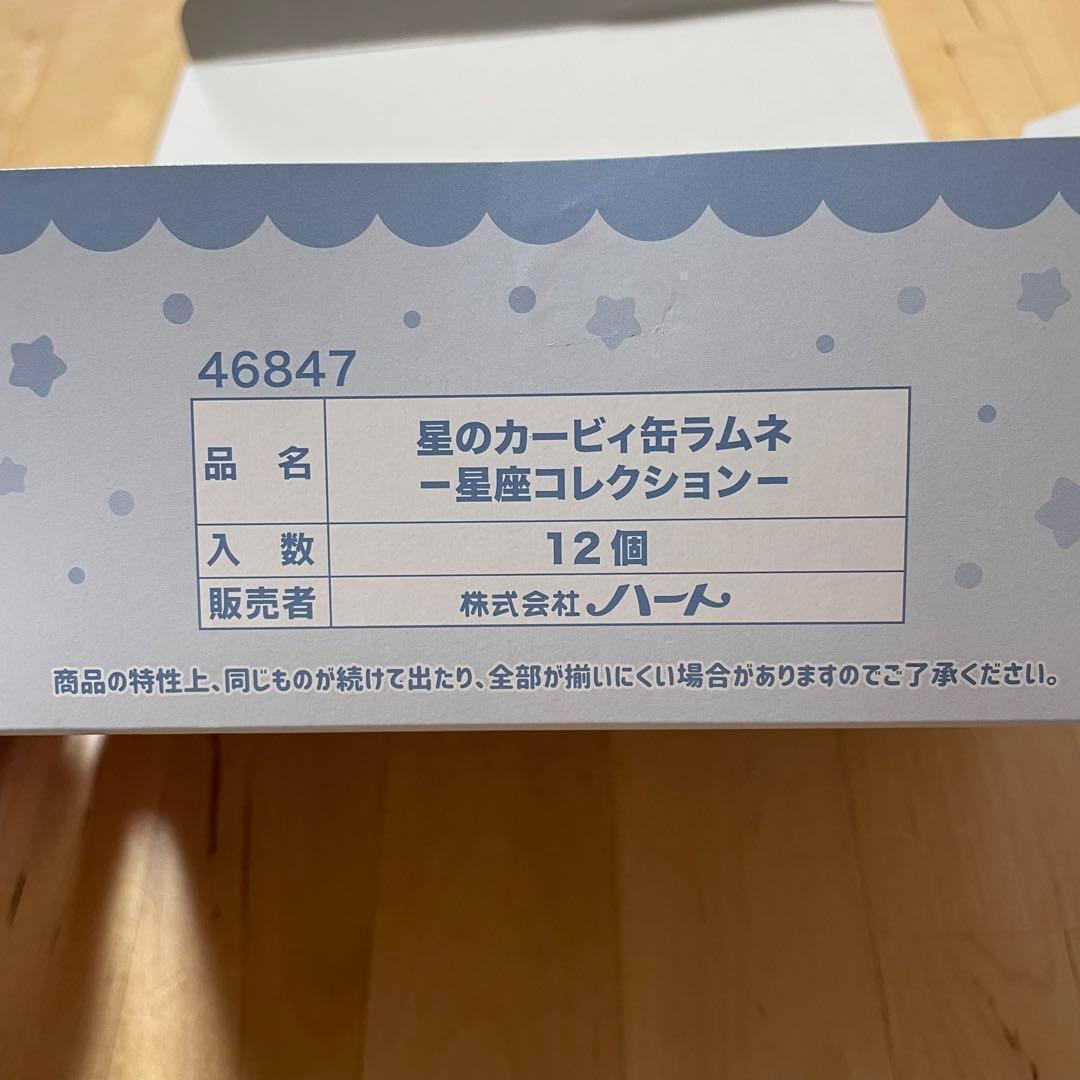 46847
品　名
星のカービィ缶ラムネ
ー星座コレクションー
入　数
12個
販売者
株式会社ハート
商品の特性上、同じものが続けて出たり、全部が揃いにくい場合がありますのでご了承ください。